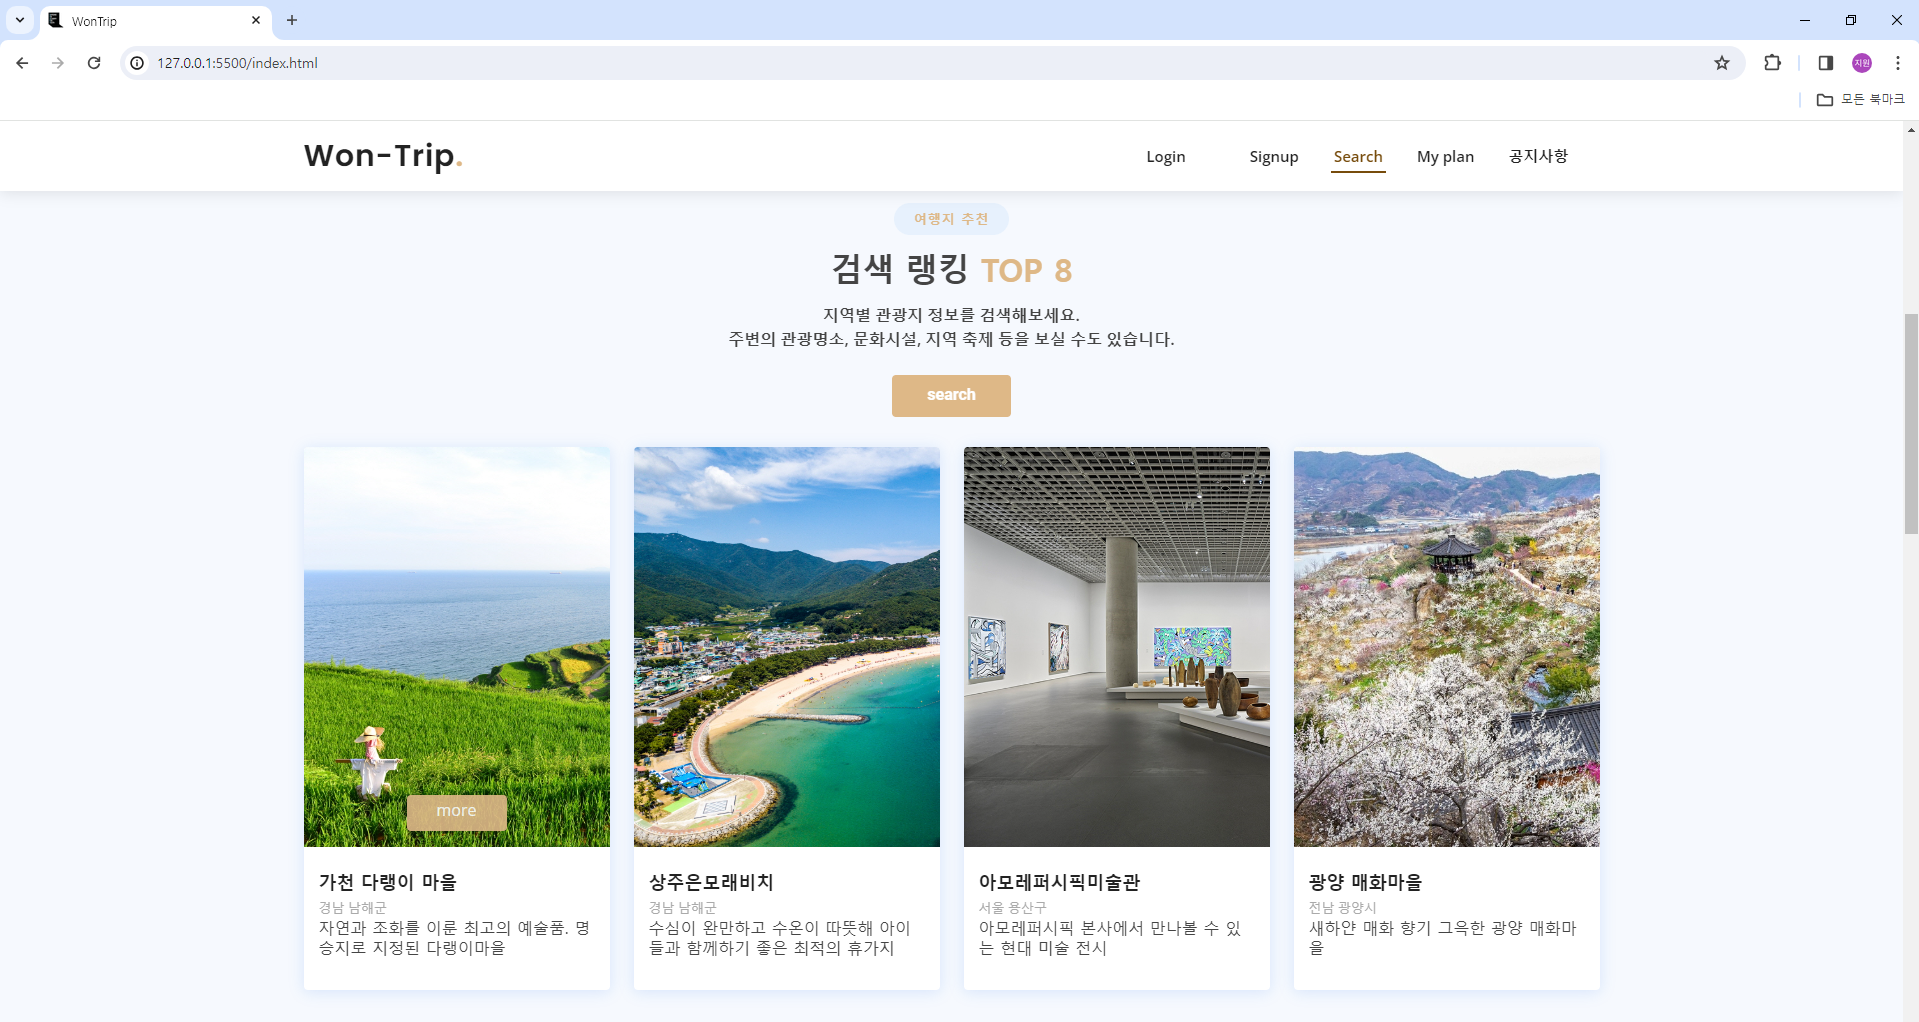 WonTrip
127.0.0.1:5500/index.html
지원
모든 북마크
Won-Trip.
Login
Signup
Search
My plan
공지사항
여행지 추천
검색 랭킹 TOP 8
지역별 관광지 정보를 검색해보세요.
주변의 관광명소, 문화시설, 지역 축제 등을 보실 수도 있습니다.
search
more
가천 다랭이 마을
경남 남해군
자연과 조화를 이룬 최고의 예술품. 명
승지로 지정된 다랭이마을
상주은모래비치
경남 남해군
수심이 완만하고 수온이 따뜻해 아이
들과 함께하기 좋은 최적의 휴가지
아모레퍼시픽미술관
서울 용산구
아모레퍼시픽 본사에서 만나볼 수 있
는 현대 미술 전시
광양 매화마을
전남 광양시
새하얀 매화 향기 그윽한 광양 매화마
을